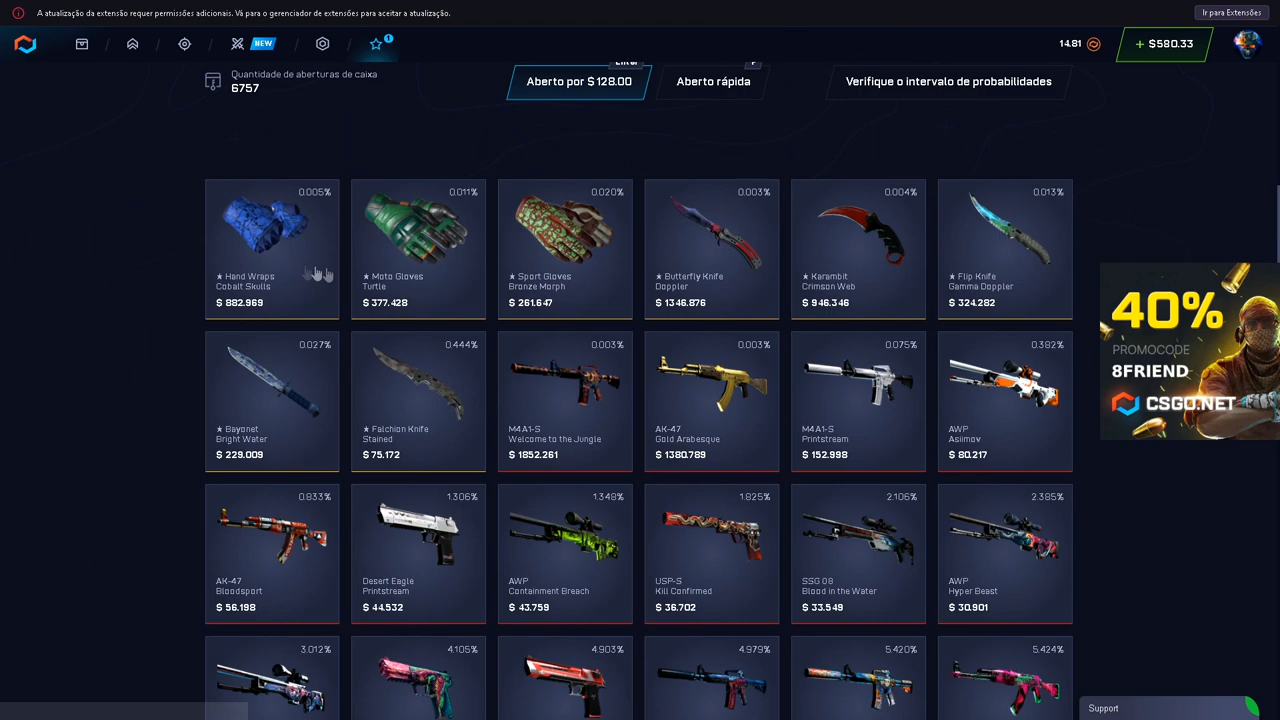 A atualização da extensão requer permissões adicionais. Vá para o gerenciador de extensões para aceitar a atualização.
Ir para Extensões
NEW
1
14.81
+ $580.33
Quantidade de aberturas de caixa
6757
Enter
Aberto por $ 128.00
F
Aberto rápida
Verifique o intervalo de probabilidades
0.005%
★ Hand Wraps
Cobalt Skulls
$ 882.969
0.011%
★ Moto Gloves
Turtle
$ 377.428
0.020%
★ Sport Gloves
Bronze Morph
$ 261.647
0.003%
★ Butterfly Knife
Doppler
$ 1346.876
0.004%
★ Karambit
Crimson Web
$ 946.346
0.013%
★ Flip Knife
Gamma Doppler
$ 324.282
0.027%
★ Bayonet
Bright Water
$ 229.009
0.444%
★ Falchion Knife
Stained
$ 75.172
0.003%
M4A1-S
Welcome to the Jungle
$ 1852.261
0.003%
AK-47
Gold Arabesque
$ 1380.789
0.075%
M4A1-S
Printstream
$ 152.998
0.382%
AWP
Asiimov
$ 80.217
0.833%
AK-47
Bloodsport
$ 56.198
1.306%
Desert Eagle
Printstream
$ 44.532
1.348%
AWP
Containment Breach
$ 43.759
1.825%
USP-S
Kill Confirmed
$ 36.702
2.106%
SSG 08
Blood in the Water
$ 33.549
2.385%
AWP
Hyper Beast
$ 30.901
3.012%
4.105%
4.903%
4.979%
5.420%
5.424%
40%
PROMOCODE
8FRIEND
CSGO.NET
Support